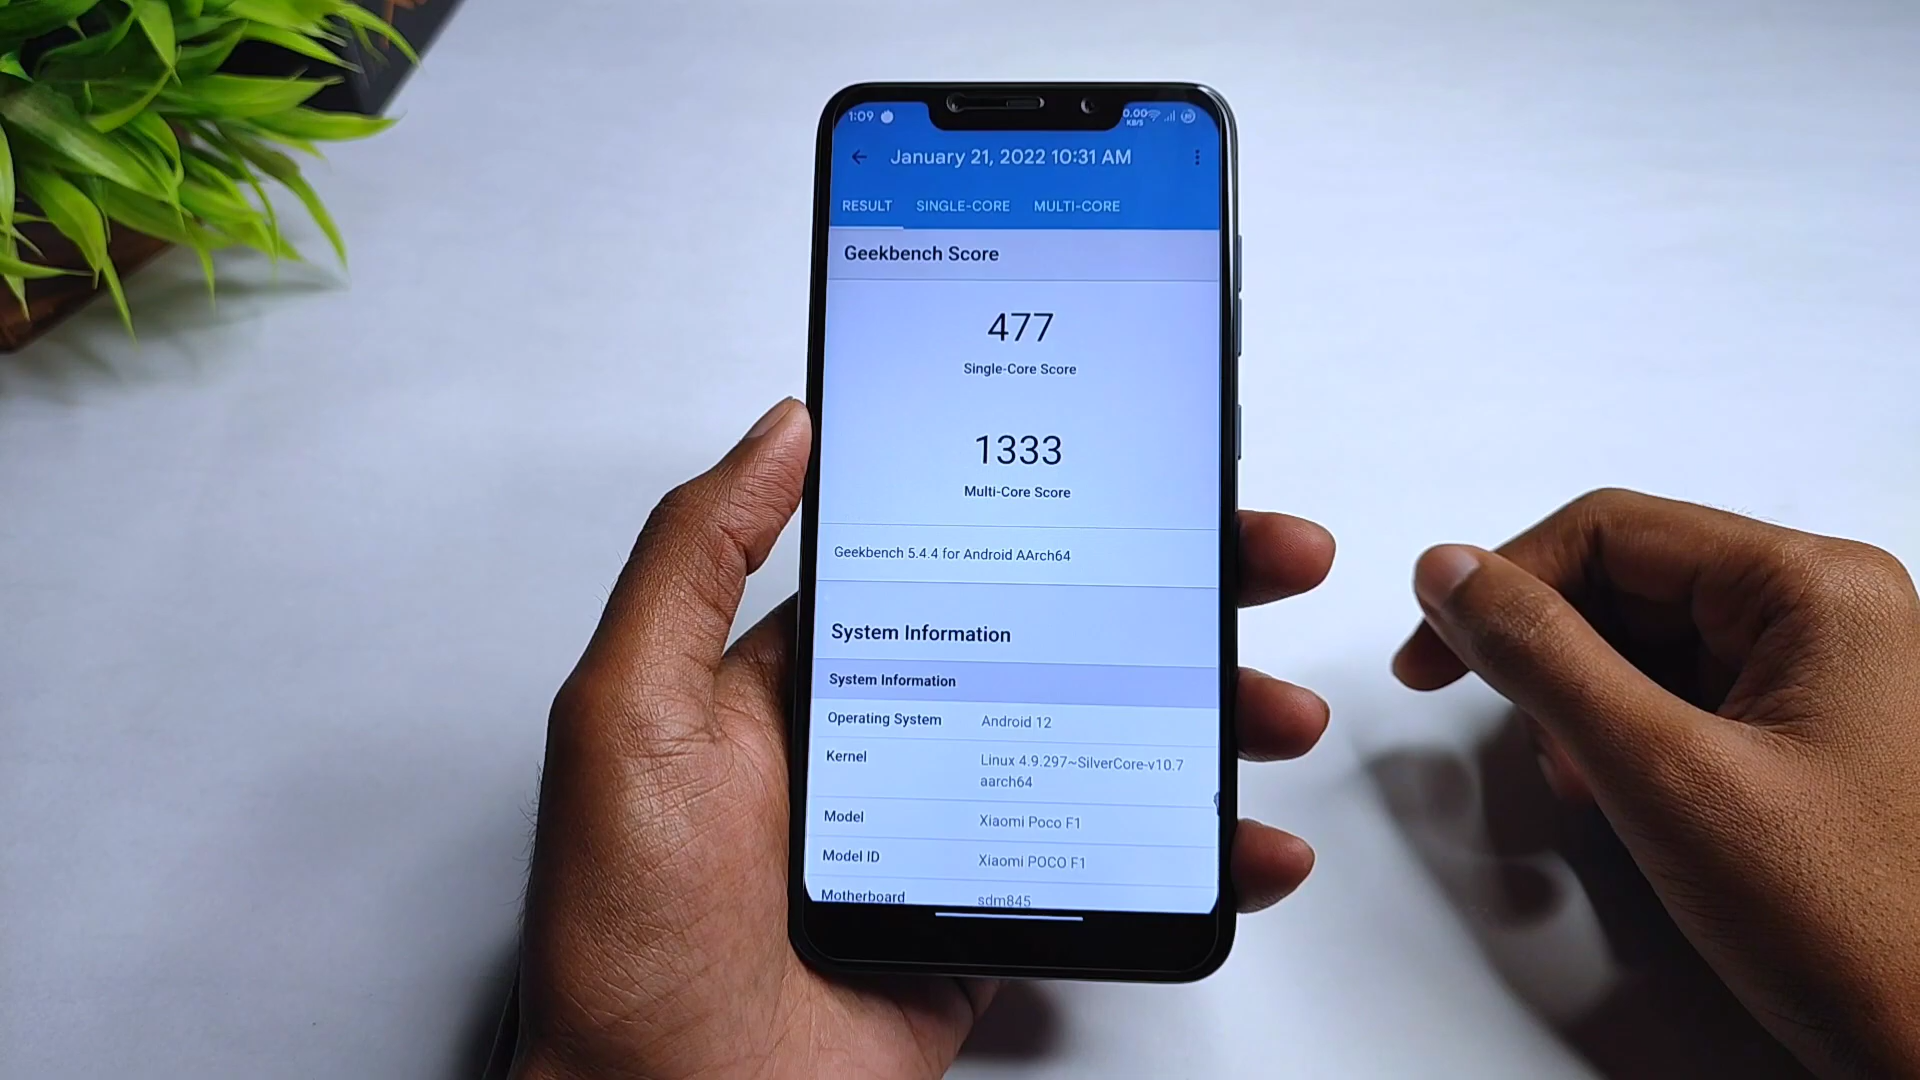 1:09
0.00
KB/S
January 21, 2022 10:31 AM
RESULT SINGLE-CORE MULTI-CORE
Geekbench Score
477
Single-Core Score
1333
Multi-Core Score
Geekbench 5.4.4 for Android AArch64
System Information
System Information
Operating System Android 12
Kernel Linux 4.9.297~SilverCore-v10.7
aarch64
Model Xiaomi Poco F1
Model ID Xiaomi POCO F1
Motherboard sdm845